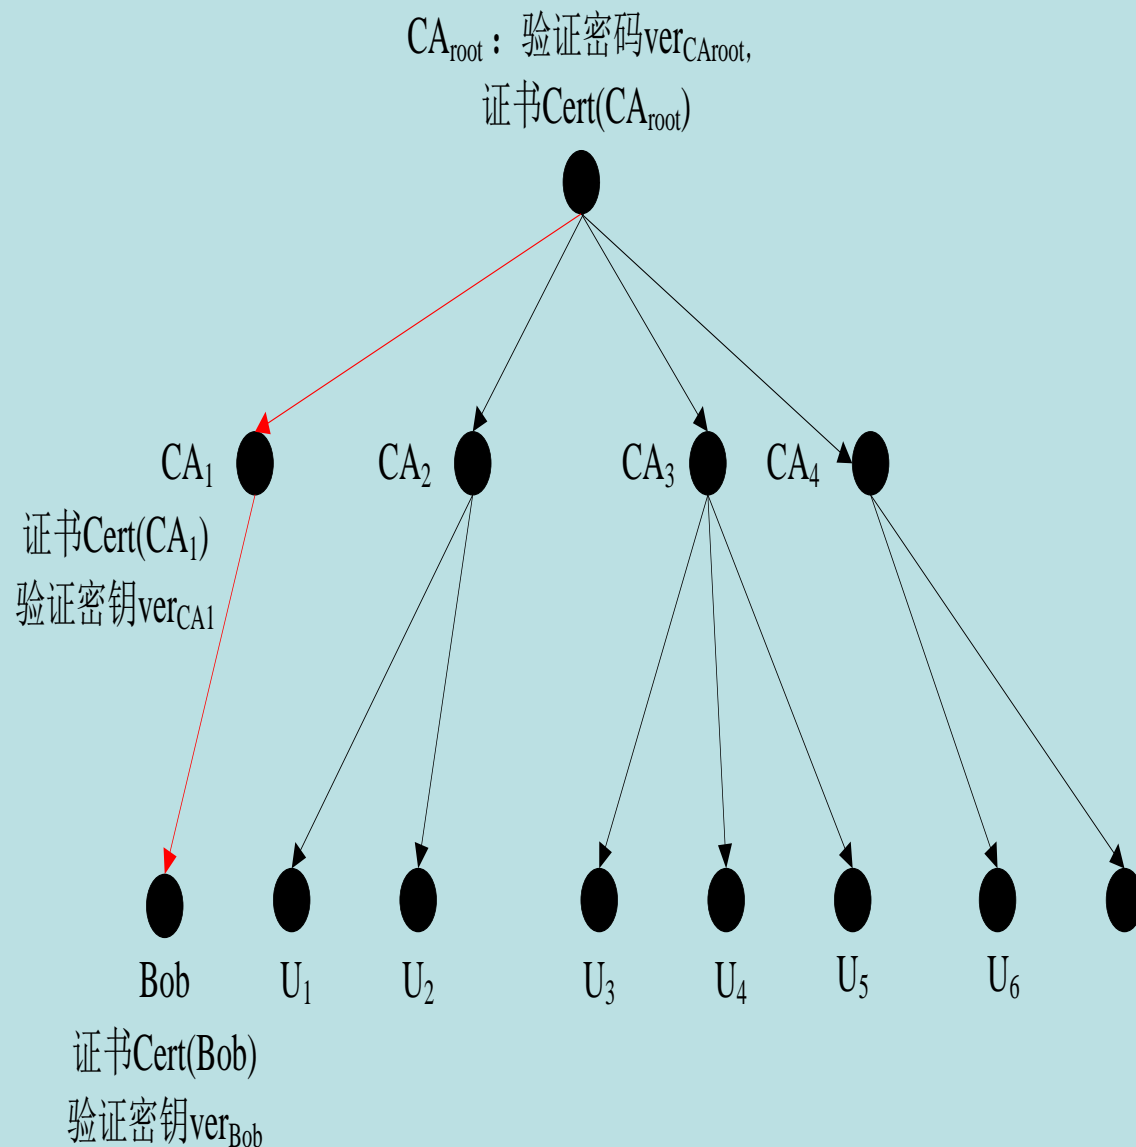 CAroot：验证密码verCAroot,
证书Cert(CAroot)
CA1 CA2 CA3 CA4
证书Cert(CA1)
验证密钥verCA1
Bob U1 U2 U3 U4 U5 U6
证书Cert(Bob)
验证密钥verBob